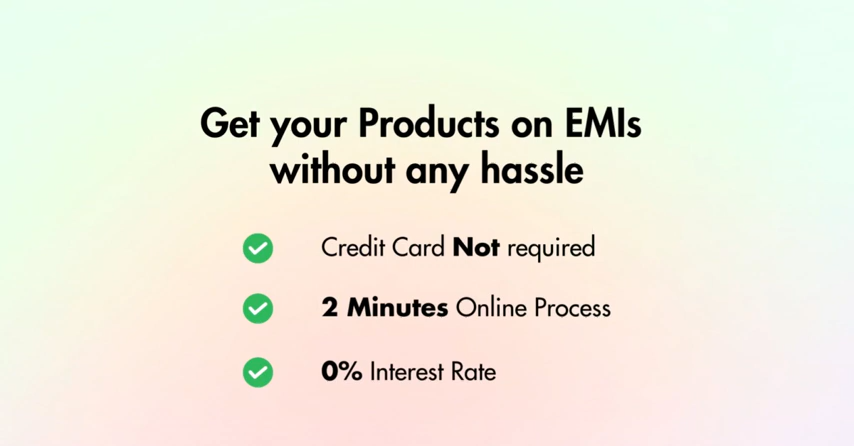 Get your Products on EMIs
without any hassle
Credit Card Not required
2 Minutes Online Process
0% Interest Rate